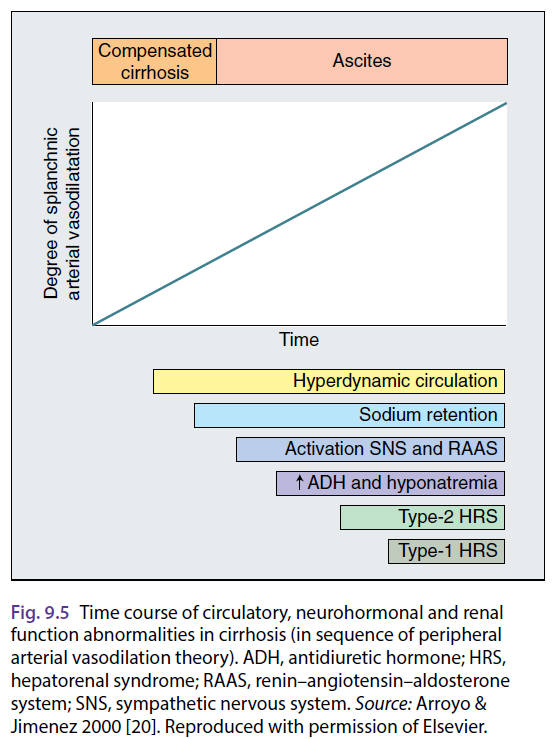 Compensated
cirrhosis
Ascites
Degree of splanchnic
arterial vasodilatation
Time
Hyperdynamic circulation
Sodium retention
Activation SNS and RAAS
↑ ADH and hyponatremia
Type-2 HRS
Type-1 HRS
Fig. 9.5 Time course of circulatory, neurohormonal and renal
function abnormalities in cirrhosis (in sequence of peripheral
arterial vasodilation theory). ADH, antidiuretic hormone; HRS,
hepatorenal syndrome; RAAS, renin–angiotensin–aldosterone
system; SNS, sympathetic nervous system. Source: Arroyo &
Jimenez 2000 [20]. Reproduced with permission of Elsevier.